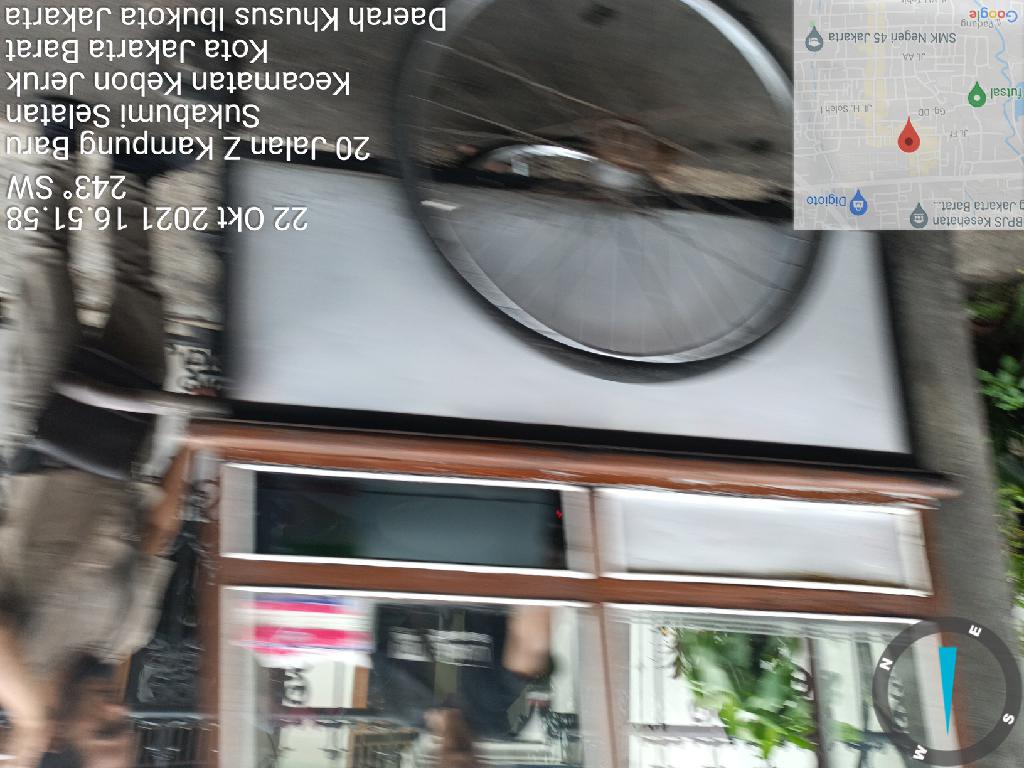 W
S
N
E
BPJS Kesehatan
g Jakarta Barat...
Digioto
Jl. H. Soleh I
Gg. DD
futsal
Jl. AA
SMK Negeri 45 Jakarta
Padang
Google
22 Okt 2021 16.51.58
243° SW
20 Jalan Z Kampung Baru
Sukabumi Selatan
Kecamatan Kebon Jeruk
Kota Jakarta Barat
Daerah Khusus Ibukota Jakarta